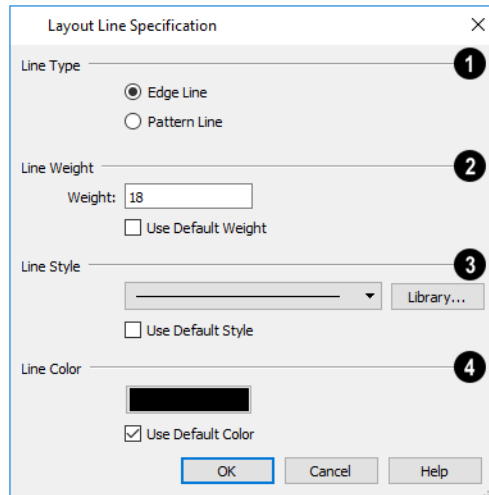 Layout Line Specification
Line Type 1
Edge Line
Pattern Line
Line Weight 2
Weight: 18
Use Default Weight
Line Style 3
Library...
Use Default Style
Line Color 4
Use Default Color
OK Cancel Help